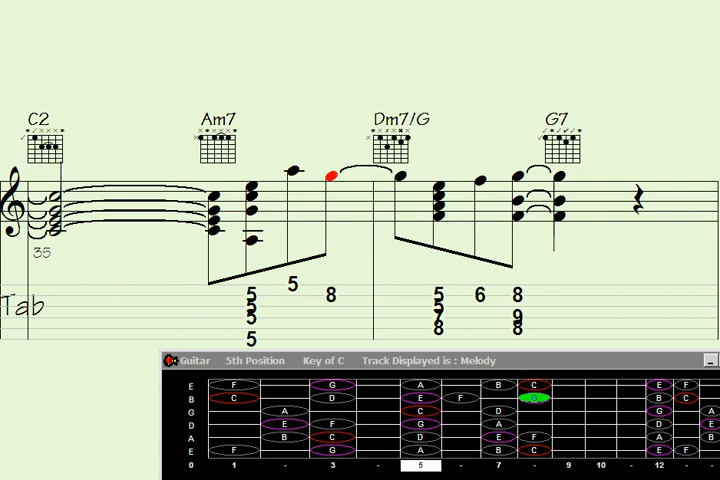 C2 Am7 Dm7/G G7
35
5 5 5 5 5 8 5 5 7 8 6 8 9 8
Tab
Guitar 5th Position Key of C Track Displayed is : Melody
E F G A B C E F
B C D E F G B C
G A C D G A
D E F G A D E
A B C D E F A B
E F G A B C E F
0 1 - 3 - 5 - 7 - 9 10 - 12 -